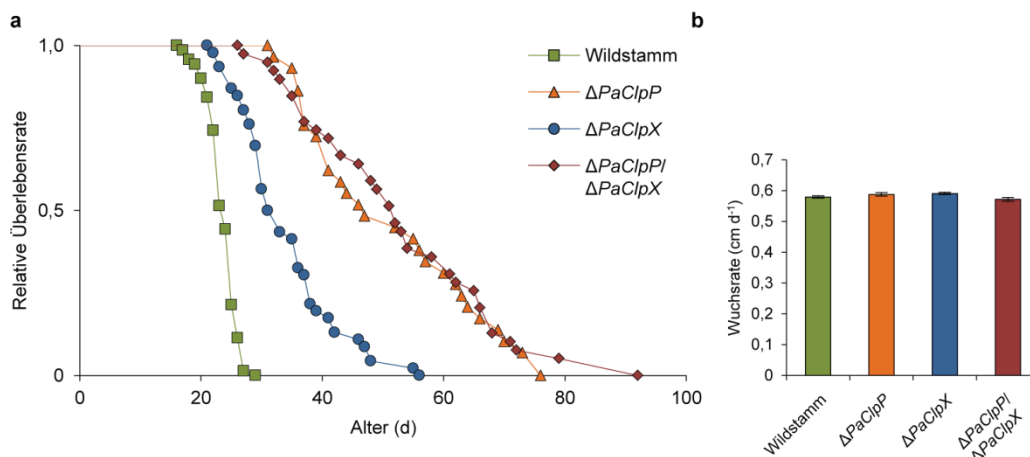 a
Relative Überlebensrate
1,0
0,5
0
0
20
40
60
80
100
Alter (d)
Wildstamm
ΔPaClpP
ΔPaClpX
ΔPaClpP/
ΔPaClpX
b
Wuchsrate (cm d⁻¹)
0,7
0,6
0,5
0,4
0,3
0,2
0,1
0
Wildstamm
ΔPaClpP
ΔPaClpX
ΔPaClpP/
ΔPaClpX